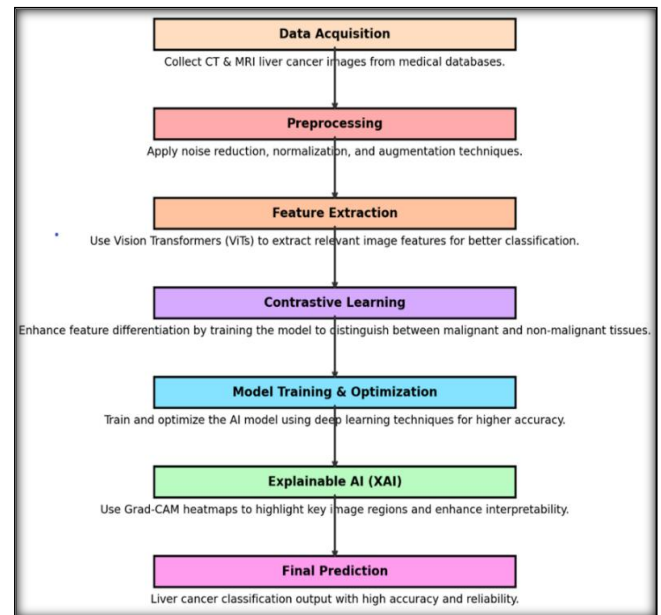 Data Acquisition
Collect CT & MRI liver cancer images from medical databases.
Preprocessing
Apply noise reduction, normalization, and augmentation techniques.
Feature Extraction
Use Vision Transformers (ViTs) to extract relevant image features for better classification.
Contrastive Learning
Enhance feature differentiation by training the model to distinguish between malignant and non-malignant tissues.
Model Training & Optimization
Train and optimize the AI model using deep learning techniques for higher accuracy.
Explainable AI (XAI)
Use Grad-CAM heatmaps to highlight key image regions and enhance interpretability.
Final Prediction
Liver cancer classification output with high accuracy and reliability.